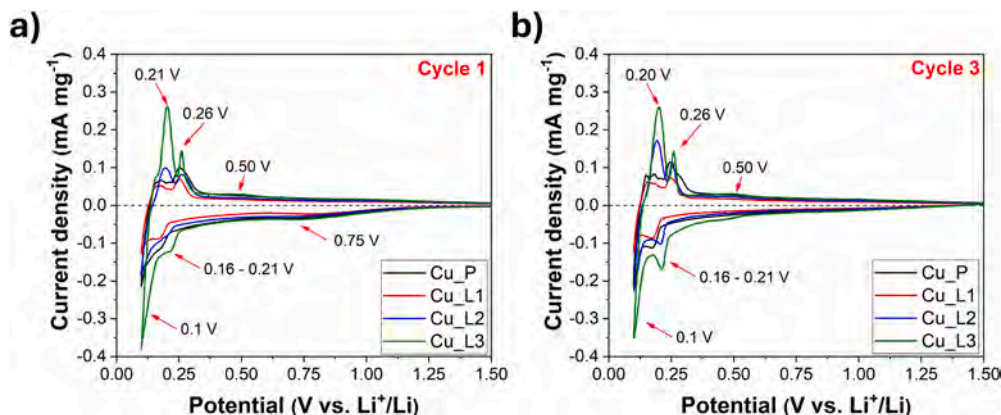 a)
Cycle 1
0.21 V
0.26 V
0.50 V
0.75 V
0.16 - 0.21 V
0.1 V
Cu_P
Cu_L1
Cu_L2
Cu_L3
0.4
0.3
0.2
0.1
0.0
-0.1
-0.2
-0.3
-0.4
0.00
0.25
0.50
0.75
1.00
1.25
1.50
Current density (mA mg⁻¹)
Potential (V vs. Li⁺/Li)
b)
Cycle 3
0.20 V
0.26 V
0.50 V
0.16 - 0.21 V
0.1 V
Cu_P
Cu_L1
Cu_L2
Cu_L3
0.4
0.3
0.2
0.1
0.0
-0.1
-0.2
-0.3
-0.4
0.00
0.25
0.50
0.75
1.00
1.25
1.50
Current density (mA mg⁻¹)
Potential (V vs. Li⁺/Li)